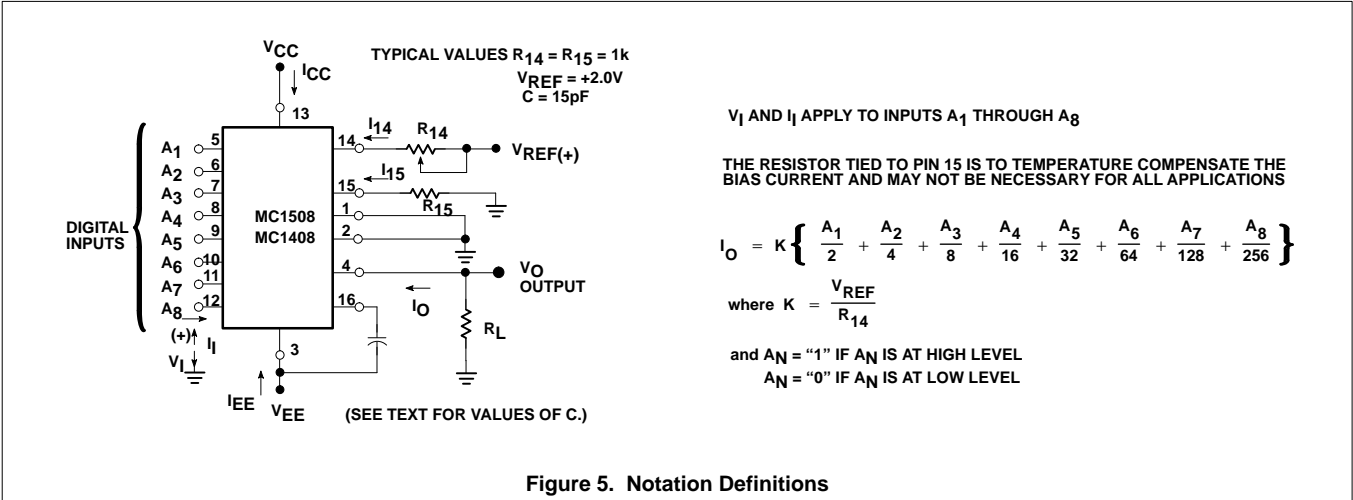 VCC
ICC
TYPICAL VALUES R14 = R15 = 1k
VREF = +2.0V
C = 15pF
13
A1 5
A2 6
A3 7
A4 8
A5 9
A6 10
A7 11
A8 12
DIGITAL
INPUTS
MC1508
MC1408
14
I14
R14
VREF(+)
15
I15
R15
1
2
4
VO
OUTPUT
IO
16
RL
(+)
II
VI
3
IEE
VEE
(SEE TEXT FOR VALUES OF C.)
VI AND II APPLY TO INPUTS A1 THROUGH A8
THE RESISTOR TIED TO PIN 15 IS TO TEMPERATURE COMPENSATE THE
BIAS CURRENT AND MAY NOT BE NECESSARY FOR ALL APPLICATIONS
IO = K { A1/2 + A2/4 + A3/8 + A4/16 + A5/32 + A6/64 + A7/128 + A8/256 }
where K = VREF/R14
and AN = “1” IF AN IS AT HIGH LEVEL
AN = “0” IF AN IS AT LOW LEVEL
Figure 5. Notation Definitions